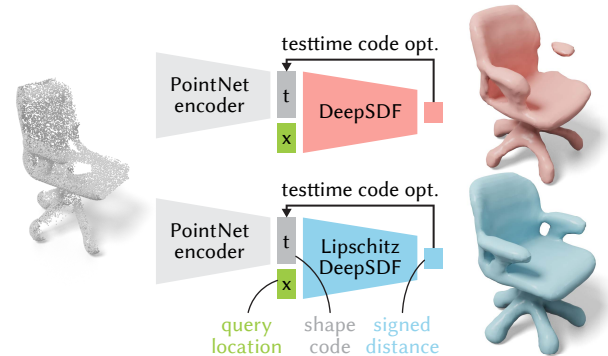 testtime code opt.
PointNet
encoder
t
x
DeepSDF
testtime code opt.
PointNet
encoder
t
x
Lipschitz
DeepSDF
query
location
shape
code
signed
distance